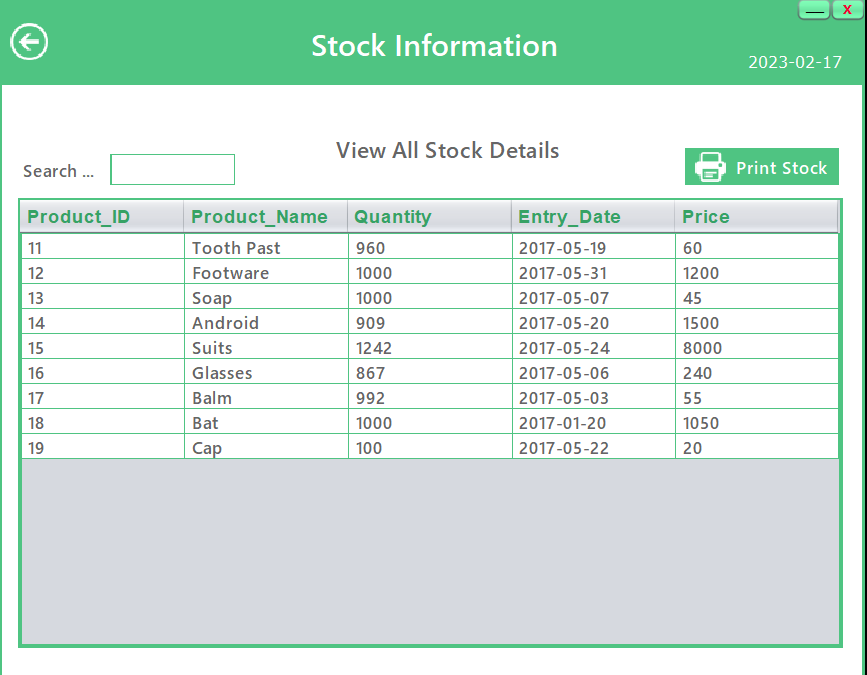 X
Stock Information
2023-02-17
View All Stock Details
Search ...
Print Stock
Product_ID Product_Name Quantity Entry_Date Price
11 Tooth Past 960 2017-05-19 60
12 Footware 1000 2017-05-31 1200
13 Soap 1000 2017-05-07 45
14 Android 909 2017-05-20 1500
15 Suits 1242 2017-05-24 8000
16 Glasses 867 2017-05-06 240
17 Balm 992 2017-05-03 55
18 Bat 1000 2017-01-20 1050
19 Cap 100 2017-05-22 20